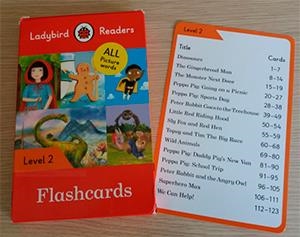 Ladybird Readers
ALL
Picture
words
Level 2
Flashcards
Level 2
Title Cards
Dinosaurs 1–7
The Gingerbread Man 8–14
The Monster Next Door 15–19
Peppa Pig: Going on a Picnic 20–27
Peppa Pig: Sports Day 28–38
Peter Rabbit Goes to the Treehouse 39–49
Little Red Riding Hood 50–53
Sly Fox and Red Hen 54–59
Topsy and Tim The Big Race 60–68
Wild Animals 69–80
Peppa Pig: Daddy Pig's New Van 81–90
Peppa Pig: School Trip 91–95
Peter Rabbit and the Angry Owl 96–105
Superhero Max 106–111
We Can Help! 112–123